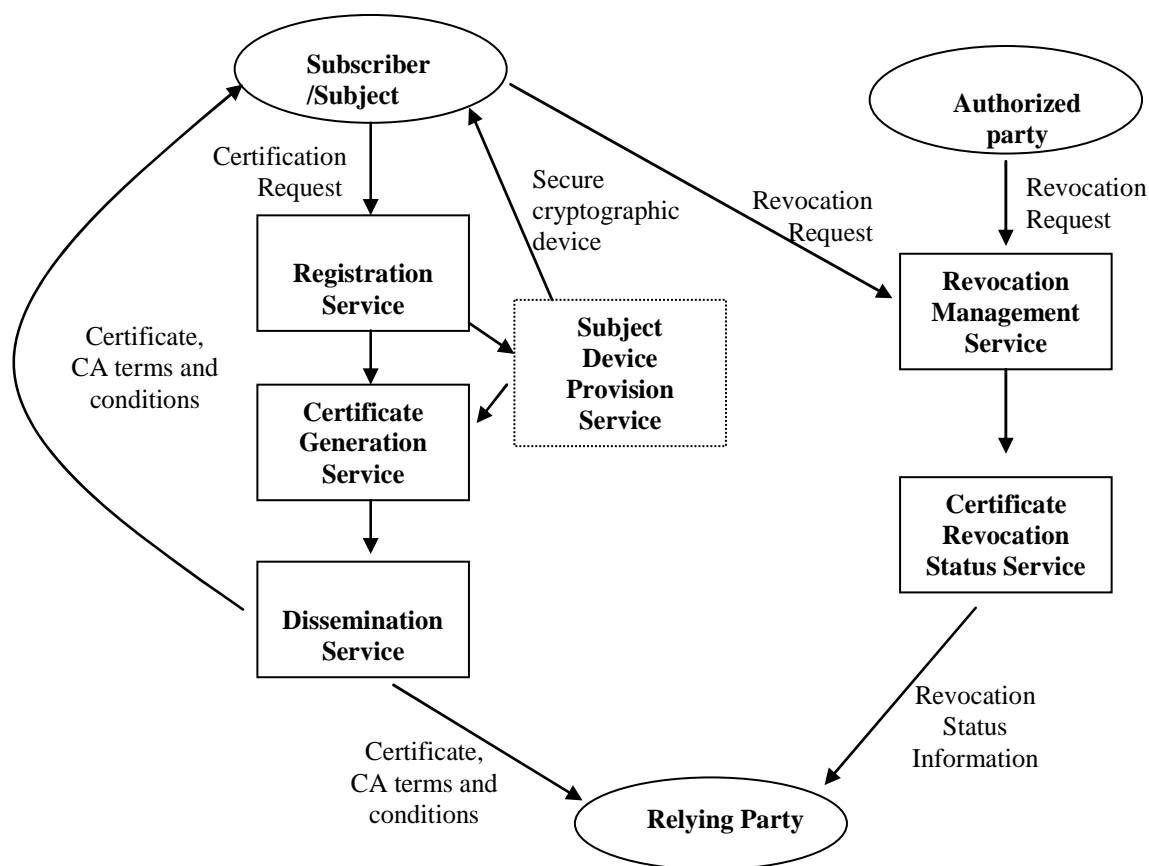 Subscriber
/Subject
Authorized
party
Certification
Request
Secure
cryptographic
device
Revocation
Request
Revocation
Request
Registration
Service
Subject
Device
Provision
Service
Revocation
Management
Service
Certificate,
CA terms and
conditions
Certificate
Generation
Service
Certificate
Revocation
Status Service
Dissemination
Service
Revocation
Status
Information
Certificate,
CA terms and
conditions
Relying Party